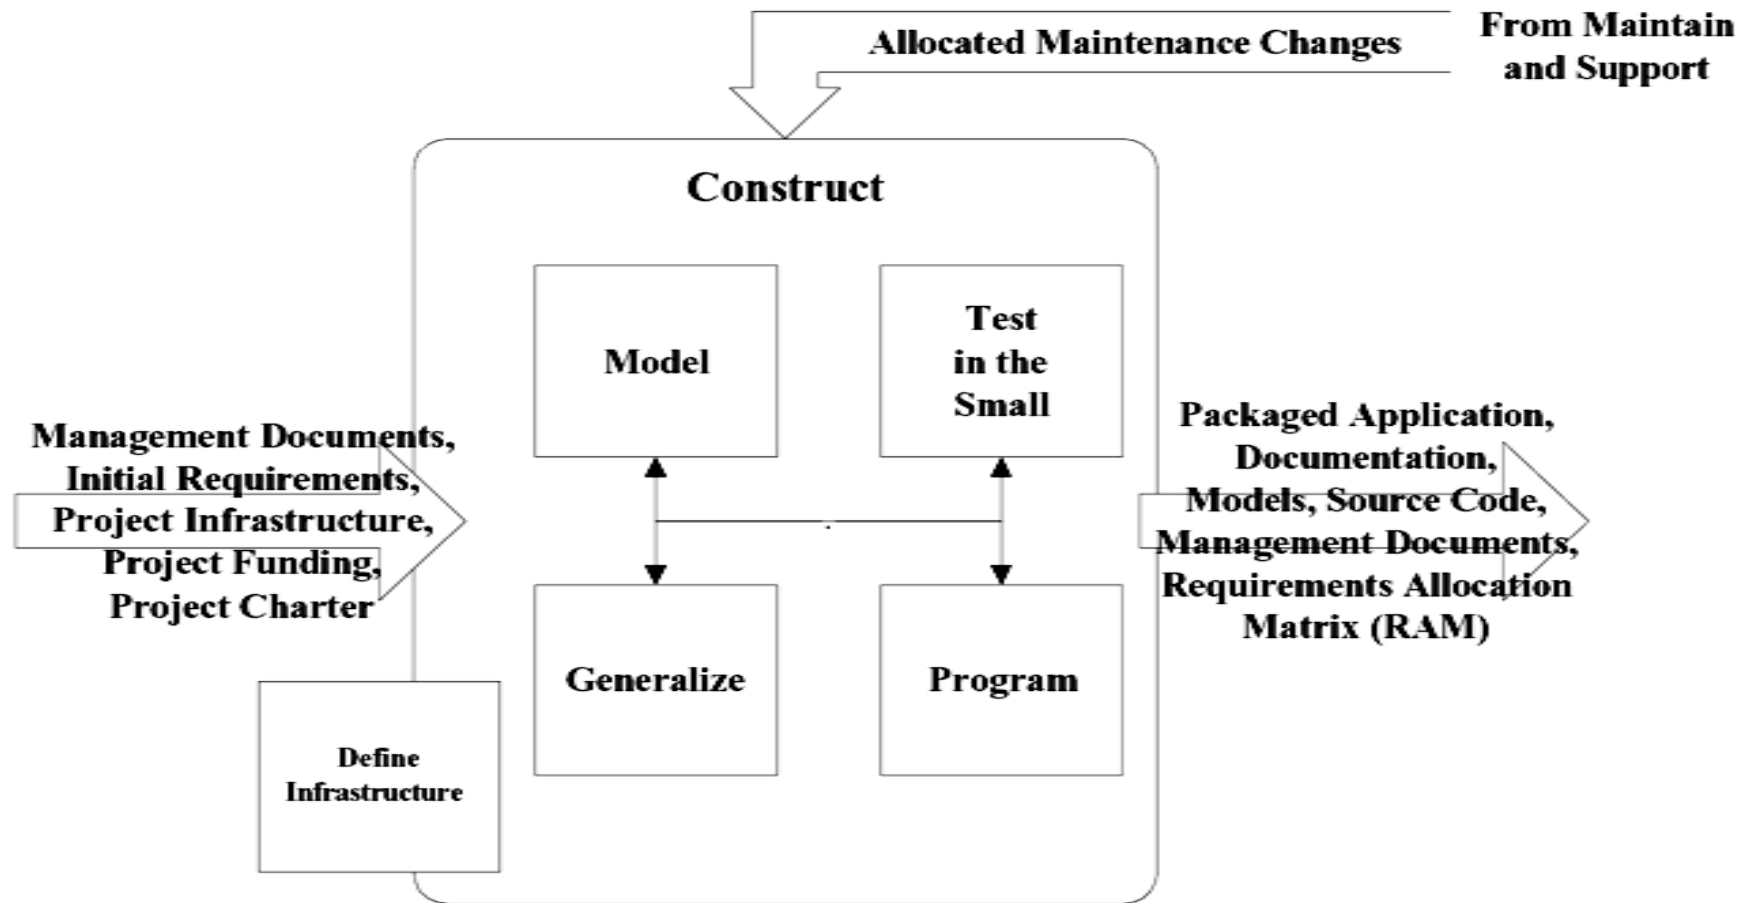 Allocated Maintenance Changes
From Maintain
and Support
Construct
Model
Test
in the
Small
Management Documents,
Initial Requirements,
Project Infrastructure,
Project Funding,
Project Charter
Packaged Application,
Documentation,
Models, Source Code,
Management Documents,
Requirements Allocation
Matrix (RAM)
Generalize
Program
Define
Infrastructure